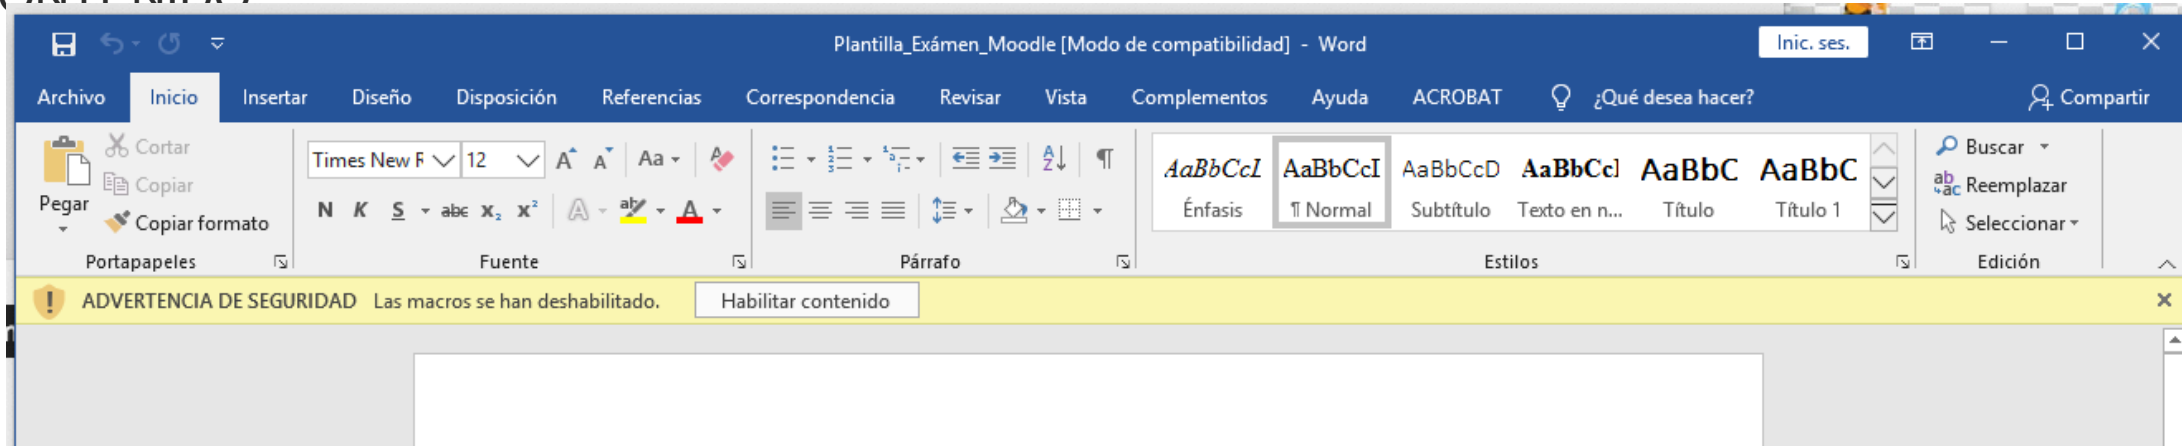 Plantilla_Exámen_Moodle [Modo de compatibilidad] - Word Inic. ses.
Archivo Inicio Insertar Diseño Disposición Referencias Correspondencia Revisar Vista Complementos Ayuda ACROBAT ¿Qué desea hacer? Compartir
Pegar
Cortar
Copiar
Copiar formato
Portapapeles
Times New F 12 Aa
N K S abc x₂ x²
Fuente
Párrafo
AaBbCcI AaBbCcI AaBbCcD AaBbCcl AaBbC AaBbC
Énfasis ¶ Normal Subtítulo Texto en n... Título Título 1
Estilos
Buscar
Reemplazar
Seleccionar
Edición
ADVERTENCIA DE SEGURIDAD Las macros se han deshabilitado. Habilitar contenido